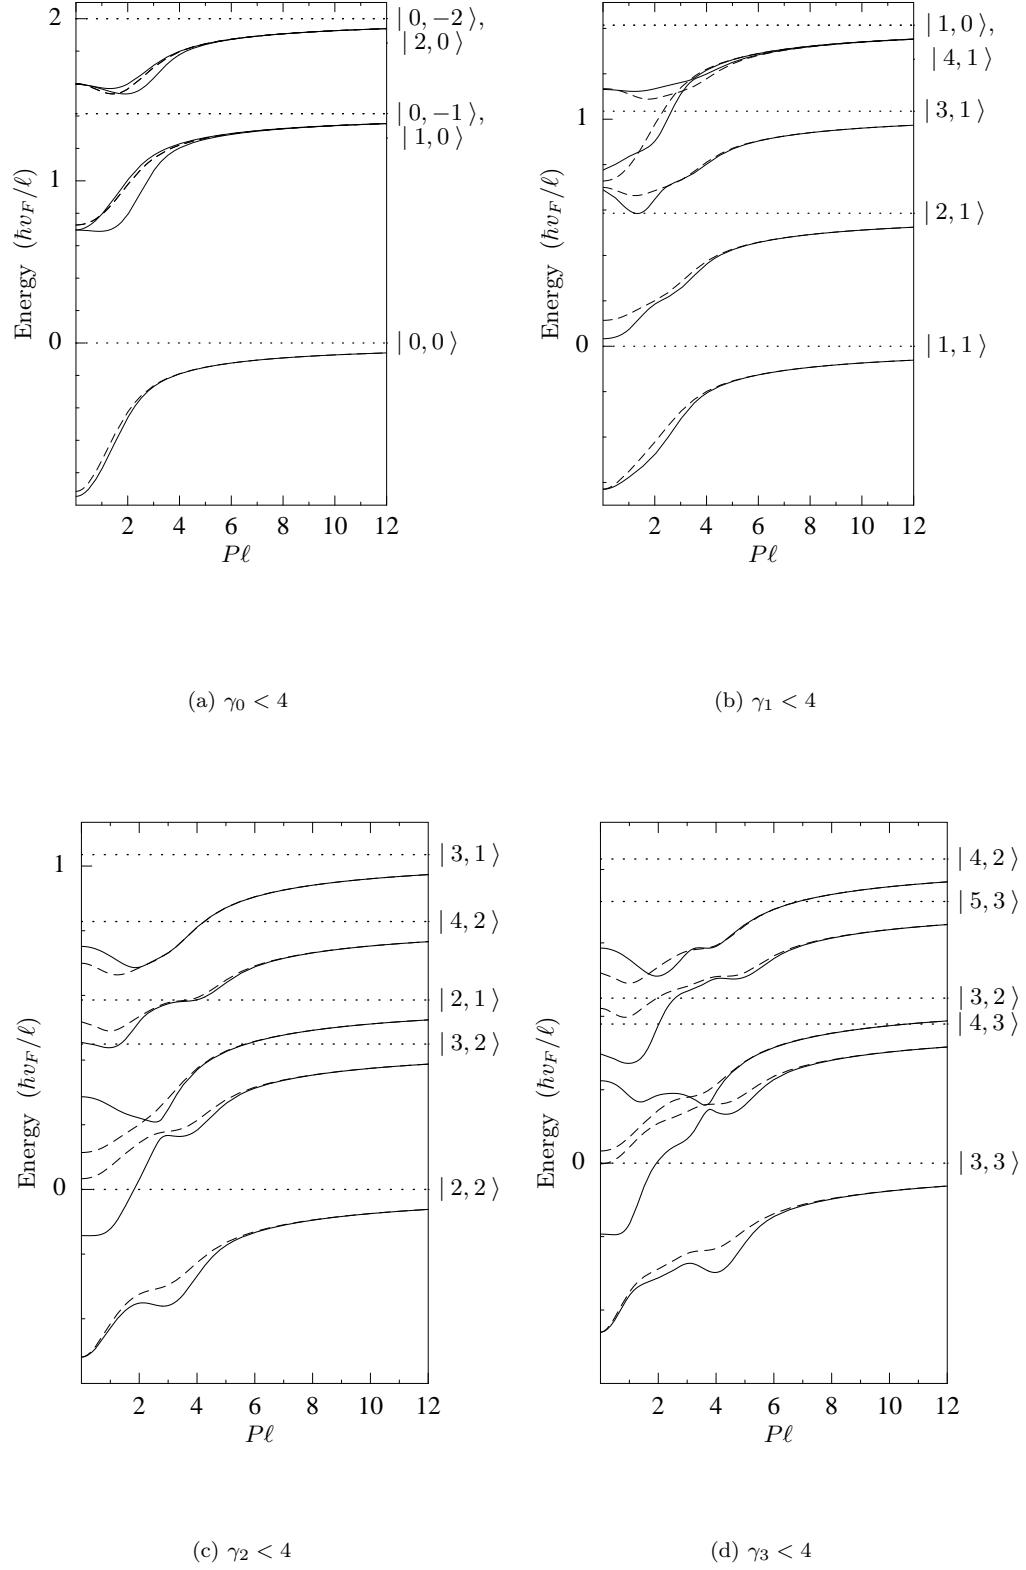 2
1
0
Energy (ħv_F/ℓ)
| 0, −2 ⟩,
| 2, 0 ⟩
| 0, −1 ⟩,
| 1, 0 ⟩
| 0, 0 ⟩
2 4 6 8 10 12
Pℓ
(a) γ₀ < 4
1
0
Energy (ħv_F/ℓ)
| 1, 0 ⟩,
| 4, 1 ⟩
| 3, 1 ⟩
| 2, 1 ⟩
| 1, 1 ⟩
2 4 6 8 10 12
Pℓ
(b) γ₁ < 4
1
0
Energy (ħv_F/ℓ)
| 3, 1 ⟩
| 4, 2 ⟩
| 2, 1 ⟩
| 3, 2 ⟩
| 2, 2 ⟩
2 4 6 8 10 12
Pℓ
(c) γ₂ < 4
0
Energy (ħv_F/ℓ)
| 4, 2 ⟩
| 5, 3 ⟩
| 3, 2 ⟩
| 4, 3 ⟩
| 3, 3 ⟩
2 4 6 8 10 12
Pℓ
(d) γ₃ < 4